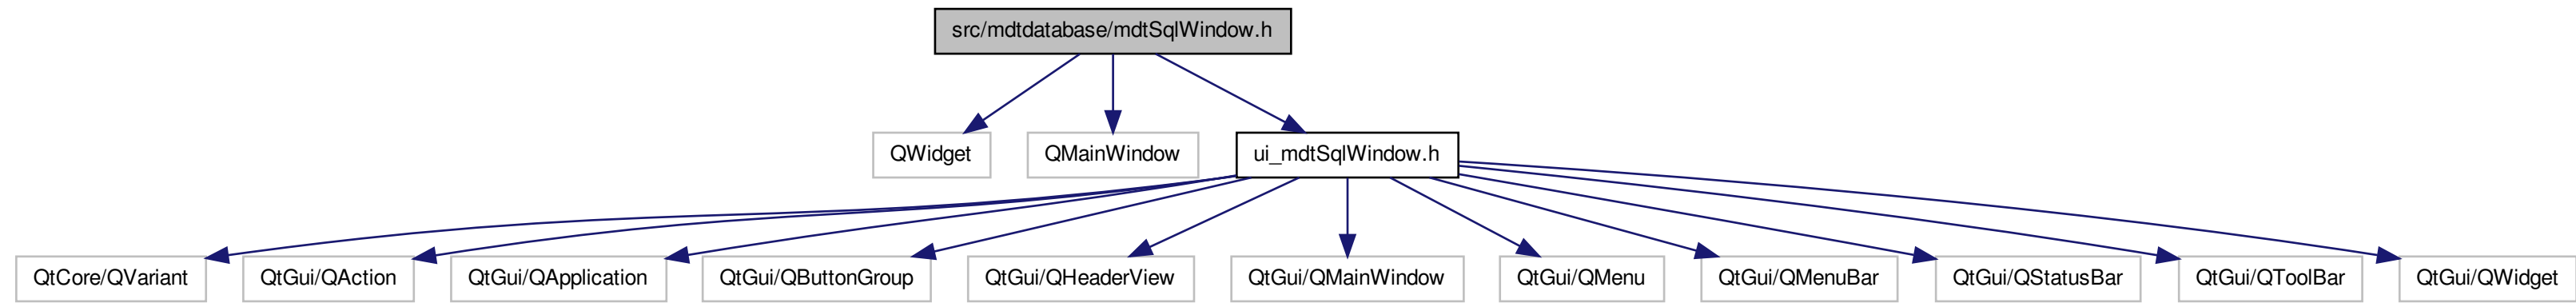 src/mdtdatabase/mdtSqlWindow.h
QWidget
QMainWindow
ui_mdtSqlWindow.h
QtCore/QVariant
QtGui/QAction
QtGui/QApplication
QtGui/QButtonGroup
QtGui/QHeaderView
QtGui/QMainWindow
QtGui/QMenu
QtGui/QMenuBar
QtGui/QStatusBar
QtGui/QToolBar
QtGui/QWidget